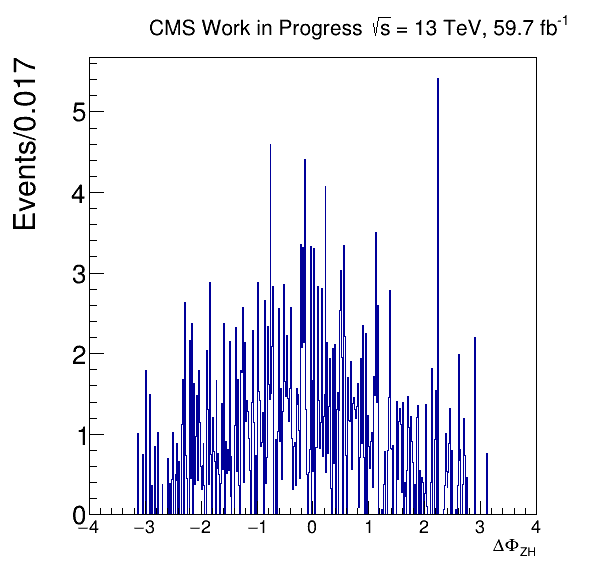 CMS Work in Progress √s = 13 TeV, 59.7 fb⁻¹
Events/0.017
5
4
3
2
1
0
−4 −3 −2 −1 0 1 2 3 4
ΔΦ_ZH